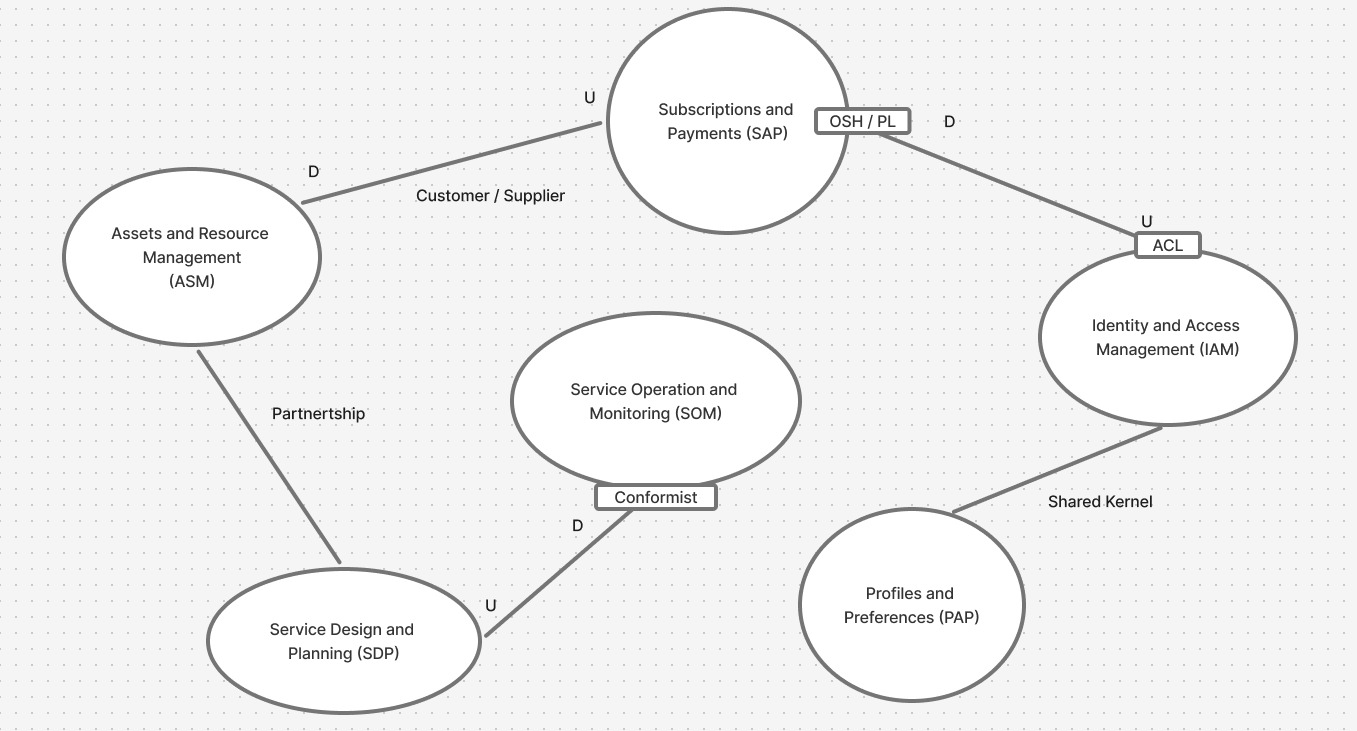 Subscriptions and
Payments (SAP)
OSH / PL
D
U
D
Customer / Supplier
Assets and Resource
Management
(ASM)
U
ACL
Identity and Access
Management (IAM)
Service Operation and
Monitoring (SOM)
Partnertship
Conformist
D
Shared Kernel
U
Profiles and
Preferences (PAP)
Service Design and
Planning (SDP)